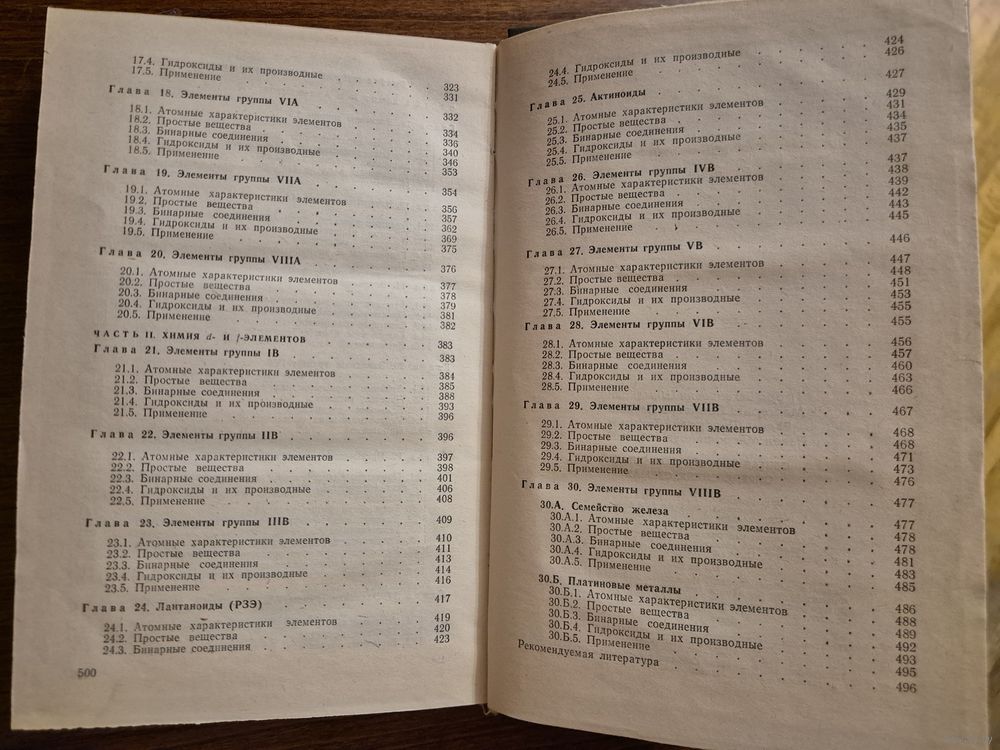 17.4. Гидроксиды и их производные 323
17.5. Применение 331
Глава 18. Элементы группы VIA 332
18.1. Атомные характеристики элементов 334
18.2. Простые вещества 336
18.3. Бинарные соединения 340
18.4. Гидроксиды и их производные 346
18.5. Применение 353
Глава 19. Элементы группы VIIA 354
19.1. Атомные характеристики элементов 356
19.2. Простые вещества 357
19.3. Бинарные соединения 362
19.4. Гидроксиды и их производные 369
19.5. Применение 375
Глава 20. Элементы группы VIIIA 376
20.1. Атомные характеристики элементов 377
20.2. Простые вещества 378
20.3. Бинарные соединения 379
20.4. Гидроксиды и их производные 381
20.5. Применение 382
ЧАСТЬ II. ХИМИЯ d- И f-ЭЛЕМЕНТОВ 383
Глава 21. Элементы группы IB 383
21.1. Атомные характеристики элементов 384
21.2. Простые вещества 385
21.3. Бинарные соединения 388
21.4. Гидроксиды и их производные 393
21.5. Применение 396
Глава 22. Элементы группы IIB 396
22.1. Атомные характеристики элементов 397
22.2. Простые вещества 398
22.3. Бинарные соединения 401
22.4. Гидроксиды и их производные 406
22.5. Применение 408
Глава 23. Элементы группы IIIB 409
23.1. Атомные характеристики элементов 410
23.2. Простые вещества 411
23.3. Бинарные соединения 413
23.4. Гидроксиды и их производные 414
23.5. Применение 416
Глава 24. Лантаноиды (РЗЭ) 417
24.1. Атомные характеристики элементов 419
24.2. Простые вещества 420
24.3. Бинарные соединения 423
500
24.4. Гидроксиды и их производные 424
24.5. Применение 426
Глава 25. Актиноиды 427
25.1. Атомные характеристики элементов 429
25.2. Простые вещества 431
25.3. Бинарные соединения 434
25.4. Гидроксиды и их производные 435
25.5. Применение 437
Глава 26. Элементы группы IVB 437
26.1. Атомные характеристики элементов 438
26.2. Простые вещества 439
26.3. Бинарные соединения 442
26.4. Гидроксиды и их производные 443
26.5. Применение 445
Глава 27. Элементы группы VB 446
27.1. Атомные характеристики элементов 447
27.2. Простые вещества 448
27.3. Бинарные соединения 451
27.4. Гидроксиды и их производные 453
27.5. Применение 455
Глава 28. Элементы группы VIB 455
28.1. Атомные характеристики элементов 456
28.2. Простые вещества 457
28.3. Бинарные соединения 460
28.4. Гидроксиды и их производные 463
28.5. Применение 466
Глава 29. Элементы группы VIIB 467
29.1. Атомные характеристики элементов 468
29.2. Простые вещества 468
29.3. Бинарные соединения 471
29.4. Гидроксиды и их производные 473
29.5. Применение 476
Глава 30. Элементы группы VIIIB 477
30.А. Семейство железа 477
30.А.1. Атомные характеристики элементов 478
30.А.2. Простые вещества 478
30.А.3. Бинарные соединения 481
30.А.4. Гидроксиды и их производные 483
30.А.5. Применение 485
30.Б. Платиновые металлы 486
30.Б.1. Атомные характеристики элементов 488
30.Б.2. Простые вещества 489
30.Б.3. Бинарные соединения 492
30.Б.4. Гидроксиды и их производные 493
30.Б.5. Применение 495
Рекомендуемая литература 496